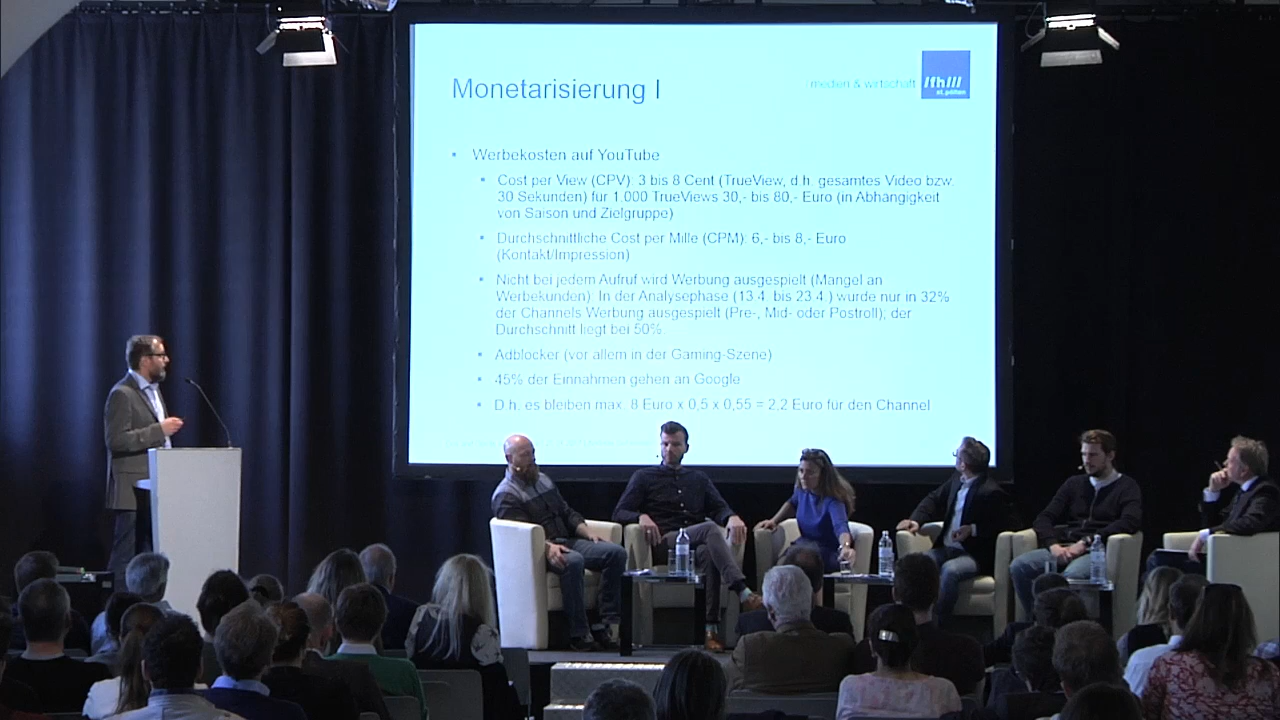 Monetarisierung I
medien & wirtschaft
/fh///
st.pölten
Werbekosten auf YouTube
Cost per View (CPV): 3 bis 8 Cent (TrueView, d.h. gesamtes Video bzw.
30 Sekunden) für 1.000 TrueViews 30,- bis 80,- Euro (in Abhängigkeit
von Saison und Zielgruppe)
Durchschnittliche Cost per Mille (CPM): 6,- bis 8,- Euro
(Kontakt/Impression)
Nicht bei jedem Aufruf wird Werbung ausgespielt (Mangel an
Werbekunden): In der Analysephase (13.4. bis 23.4.) wurde nur in 32%
der Channels Werbung ausgespielt (Pre-, Mid- oder Postroll); der
Durchschnitt liegt bei 50%.
Adblocker (vor allem in der Gaming-Szene)
45% der Einnahmen gehen an Google
D.h. es bleiben max. 8 Euro x 0,5 x 0,55 = 2,2 Euro für den Channel